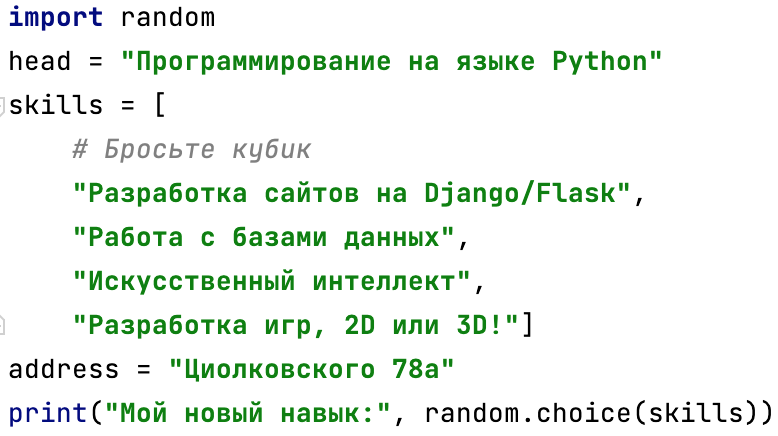 import random
head = "Программирование на языке Python"
skills = [
    # Бросьте кубик
    "Разработка сайтов на Django/Flask",
    "Работа с базами данных",
    "Искусственный интеллект",
    "Разработка игр, 2D или 3D!"]
address = "Циолковского 78а"
print("Мой новый навык:", random.choice(skills))